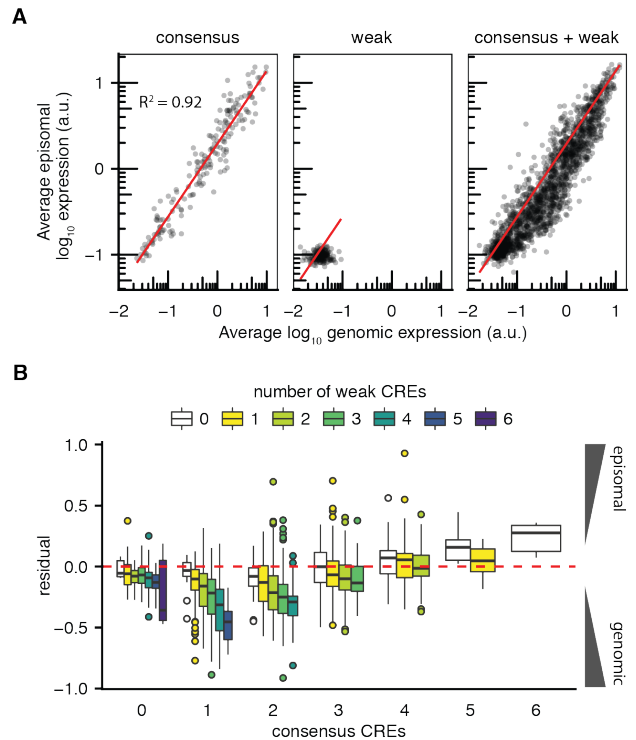 A
consensus
weak
consensus + weak
Average episomal
log10 expression (a.u.)
1
0
−1
R2 = 0.92
−2 −1 0 1
−2 −1 0 1
−2 −1 0 1
Average log10 genomic expression (a.u.)
B
number of weak CREs
0 1 2 3 4 5 6
residual
1.0
0.5
0.0
−0.5
−1.0
episomal
genomic
0 1 2 3 4 5 6
consensus CREs